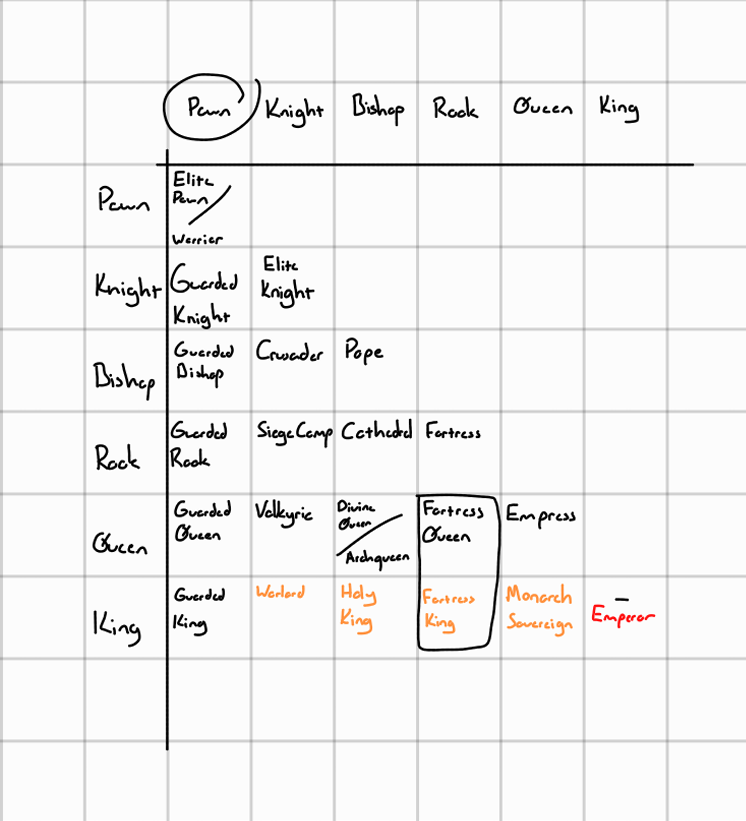 Pawn Knight Bishop Rook Queen King
Pawn Elite Pawn / Warrior
Knight Guarded Knight Elite Knight
Bishop Guarded Bishop Crusader Pope
Rook Guarded Rook Siege Camp Cathedral Fortress
Queen Guarded Queen Valkyrie Divine Queen / Archqueen Fortress Queen Empress
King Guarded King Warlord Holy King Fortress King Monarch Sovereign – Emperor